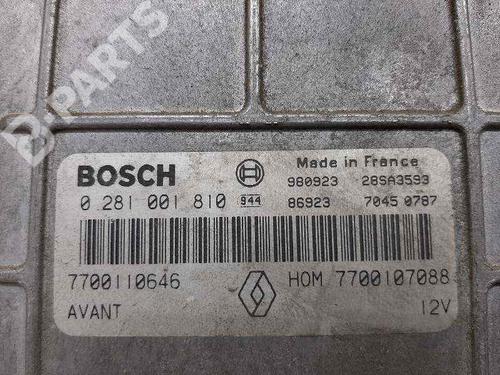 B-PARTS
BOSCH
Made in France
980923 28SA3593
0 281 001 810 944 86923 7045 0787
7700110646 HOM 7700107088
AVANT 12V